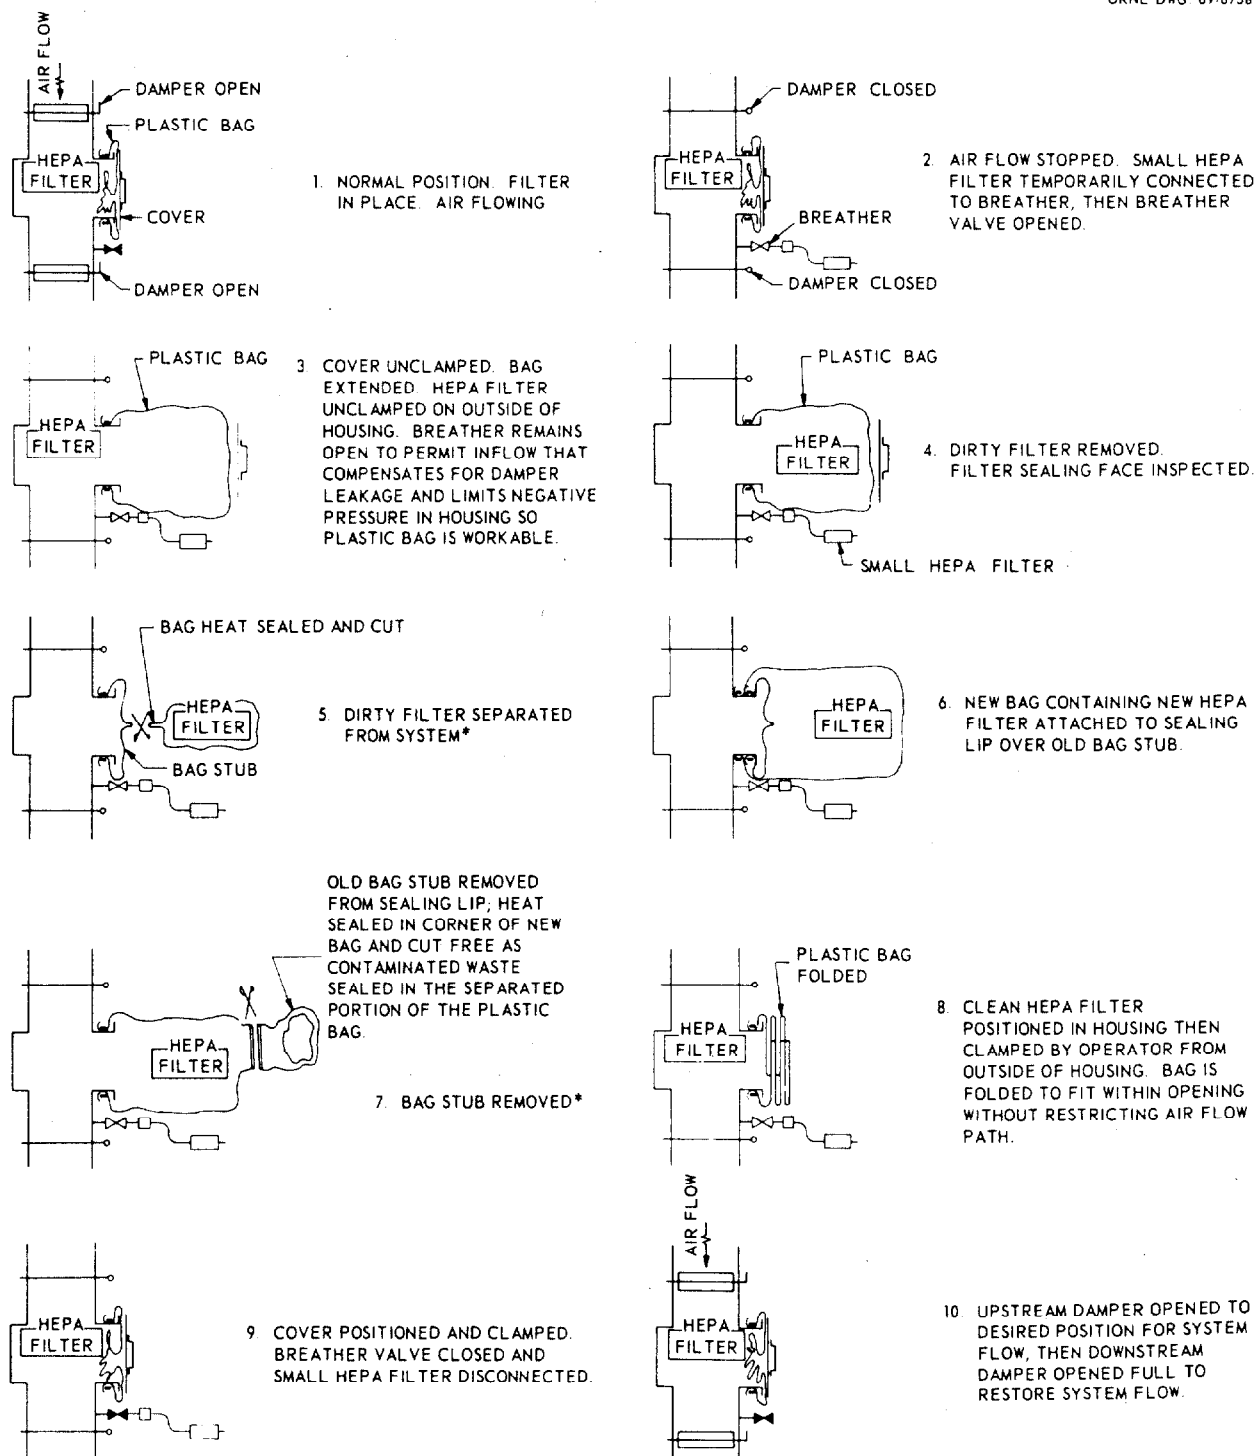 ORNL DWG 69-8758
AIR FLOW
DAMPER OPEN
PLASTIC BAG
HEPA
FILTER
COVER
DAMPER OPEN
1. NORMAL POSITION. FILTER
IN PLACE. AIR FLOWING
DAMPER CLOSED
HEPA
FILTER
BREATHER
DAMPER CLOSED
2. AIR FLOW STOPPED. SMALL HEPA
FILTER TEMPORARILY CONNECTED
TO BREATHER, THEN BREATHER
VALVE OPENED.
PLASTIC BAG
HEPA
FILTER
3. COVER UNCLAMPED. BAG
EXTENDED. HEPA FILTER
UNCLAMPED ON OUTSIDE OF
HOUSING. BREATHER REMAINS
OPEN TO PERMIT INFLOW THAT
COMPENSATES FOR DAMPER
LEAKAGE AND LIMITS NEGATIVE
PRESSURE IN HOUSING SO
PLASTIC BAG IS WORKABLE.
PLASTIC BAG
HEPA
FILTER
SMALL HEPA FILTER
4. DIRTY FILTER REMOVED.
FILTER SEALING FACE INSPECTED.
BAG HEAT SEALED AND CUT
HEPA
FILTER
BAG STUB
5. DIRTY FILTER SEPARATED
FROM SYSTEM*
HEPA
FILTER
6. NEW BAG CONTAINING NEW HEPA
FILTER ATTACHED TO SEALING
LIP OVER OLD BAG STUB.
OLD BAG STUB REMOVED
FROM SEALING LIP; HEAT
SEALED IN CORNER OF NEW
BAG AND CUT FREE AS
CONTAMINATED WASTE
SEALED IN THE SEPARATED
PORTION OF THE PLASTIC
BAG.
HEPA
FILTER
7. BAG STUB REMOVED*
PLASTIC BAG
FOLDED
HEPA
FILTER
8. CLEAN HEPA FILTER
POSITIONED IN HOUSING THEN
CLAMPED BY OPERATOR FROM
OUTSIDE OF HOUSING. BAG IS
FOLDED TO FIT WITHIN OPENING
WITHOUT RESTRICTING AIR FLOW
PATH.
HEPA
FILTER
9. COVER POSITIONED AND CLAMPED.
BREATHER VALVE CLOSED AND
SMALL HEPA FILTER DISCONNECTED.
AIR FLOW
HEPA
FILTER
10. UPSTREAM DAMPER OPENED TO
DESIRED POSITION FOR SYSTEM
FLOW, THEN DOWNSTREAM
DAMPER OPENED FULL TO
RESTORE SYSTEM FLOW.